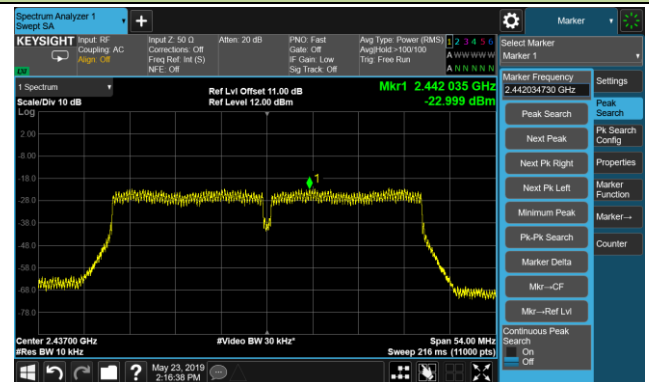 Spectrum Analyzer 1
Swept SA
KEYSIGHT
Input: RF
Coupling: AC
Align: Off
Input Z: 50 Ω
Corrections: Off
Freq Ref: Int (S)
NFE: Off
Atten: 20 dB
PNO: Fast
Gate: Off
IF Gain: Low
Sig Track: Off
Avg Type: Power (RMS)
Avg|Hold:>100/100
Trig: Free Run
1 2 3 4 5 6
A W W W W W
A N N N N N
1 Spectrum
Scale/Div 10 dB
Log
Ref Lvl Offset 11.00 dB
Ref Level 12.00 dBm
Mkr1 2.442 035 GHz
-22.999 dBm
2.00
-8.00
-18.0
-28.0
-38.0
-48.0
-58.0
-68.0
-78.0
1
Center 2.43700 GHz
#Res BW 10 kHz
#Video BW 30 kHz*
Span 54.00 MHz
Sweep 216 ms (11000 pts)
May 23, 2019
2:16:38 PM
Marker
Select Marker
Marker 1
Marker Frequency
2.442034730 GHz
Peak Search
Next Peak
Next Pk Right
Next Pk Left
Minimum Peak
Pk-Pk Search
Marker Delta
Mkr→CF
Mkr→Ref Lvl
Continuous Peak
Search
On
Off
Settings
Peak
Search
Pk Search
Config
Properties
Marker
Function
Marker→
Counter